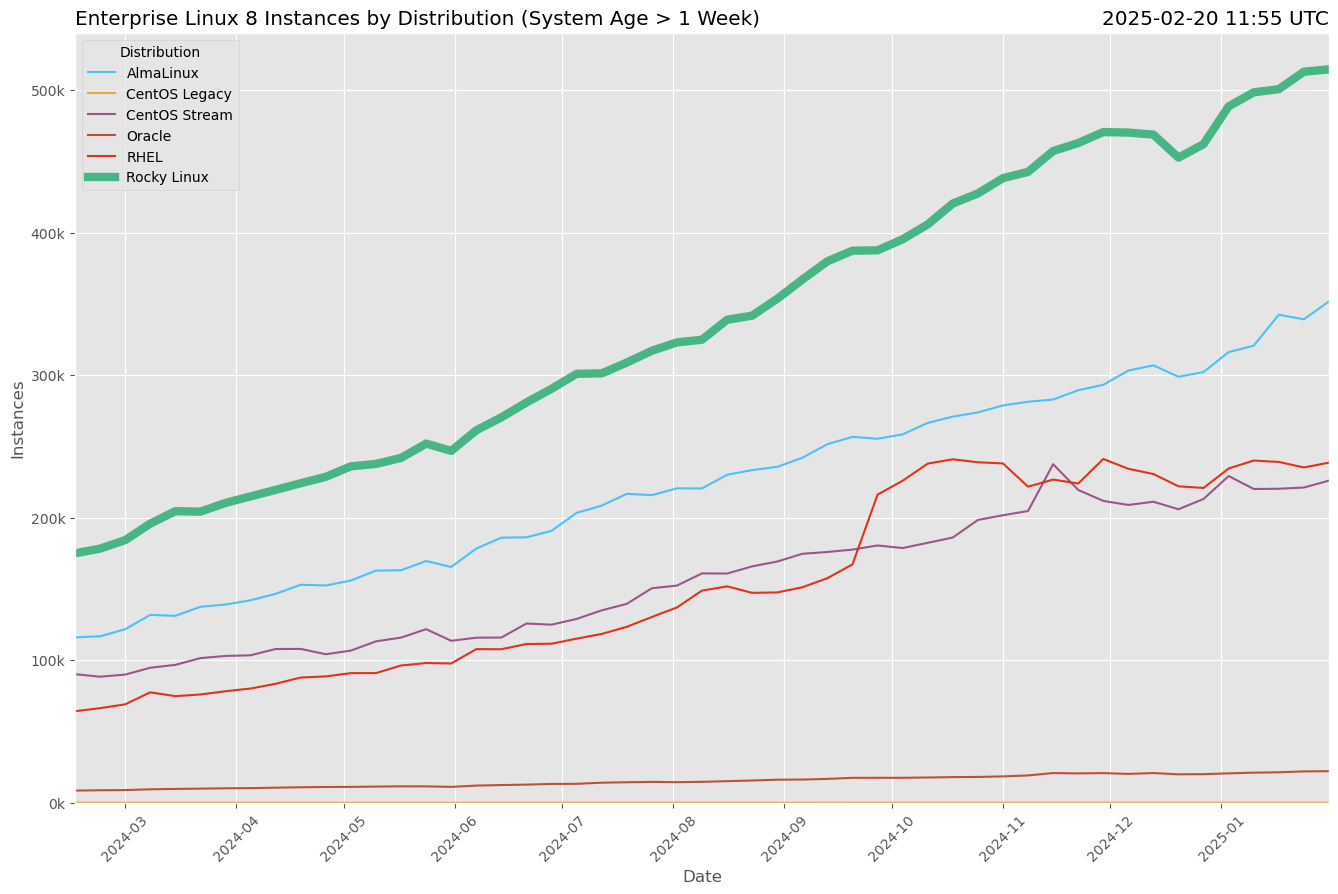 Enterprise Linux 8 Instances by Distribution (System Age > 1 Week)
2025-02-20 11:55 UTC
Distribution
AlmaLinux
CentOS Legacy
CentOS Stream
Oracle
RHEL
Rocky Linux
500k
400k
300k
200k
100k
0k
Instances
2024-03
2024-04
2024-05
2024-06
2024-07
2024-08
2024-09
2024-10
2024-11
2024-12
2025-01
Date